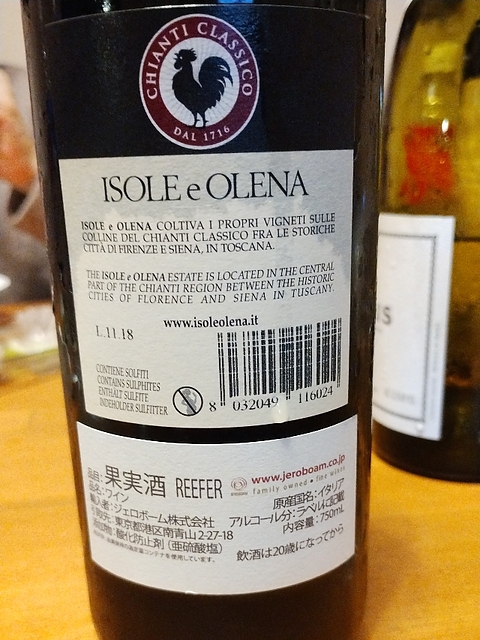 CHIANTI CLASSICO
DAL 1716
ISOLE e OLENA
ISOLE e OLENA COLTIVA I PROPRI VIGNETI SULLE
COLLINE DEL CHIANTI CLASSICO FRA LE STORICHE
CITTÀ DI FIRENZE E SIENA, IN TOSCANA.
THE ISOLE e OLENA ESTATE IS LOCATED IN THE CENTRAL
PART OF THE CHIANTI REGION BETWEEN THE HISTORIC
CITIES OF FLORENCE AND SIENA IN TUSCANY.
www.isoleolena.it
L.11.18
CONTIENE SOLFITI
CONTAINS SULPHITES
ENTHÄLT SULFITE
INDEHOLDER SULFITTER
8 032049 116024
品目:果実酒 REEFER
品名:ワイン
輸入者:ジェロボーム株式会社
東京都港区南青山2-27-18
酸化防止剤(亜硫酸塩)
www.jeroboam.co.jp
family owned • fine wines
原産国名:イタリア
アルコール分:ラベルに記載
内容量:750mL
飲酒は20歳になってから
S